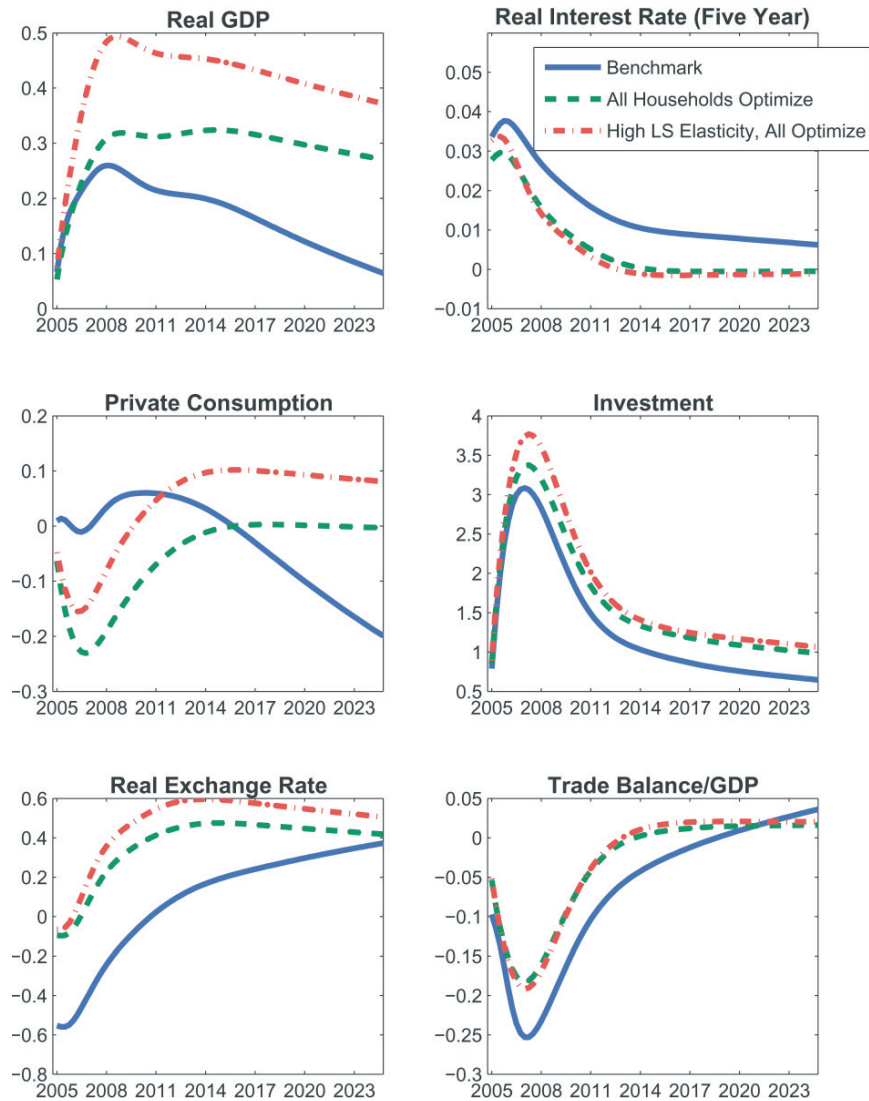 Real GDP
0.5
0.4
0.3
0.2
0.1
0
2005 2008 2011 2014 2017 2020 2023
Real Interest Rate (Five Year)
0.06
0.05
0.04
0.03
0.02
0.01
0
−0.01
2005 2008 2011 2014 2017 2020 2023
Benchmark
All Households Optimize
High LS Elasticity, All Optimize
Private Consumption
0.2
0.1
0
−0.1
−0.2
−0.3
2005 2008 2011 2014 2017 2020 2023
Investment
4
3.5
3
2.5
2
1.5
1
0.5
2005 2008 2011 2014 2017 2020 2023
Real Exchange Rate
0.6
0.4
0.2
0
−0.2
−0.4
−0.6
−0.8
2005 2008 2011 2014 2017 2020 2023
Trade Balance/GDP
0.05
0
−0.05
−0.1
−0.15
−0.2
−0.25
−0.3
2005 2008 2011 2014 2017 2020 2023